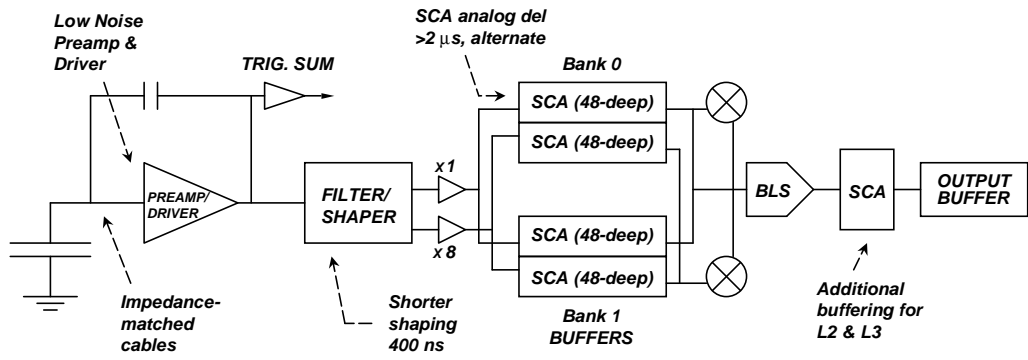 Low Noise
Preamp &
Driver
TRIG. SUM
SCA analog del
>2 μs, alternate
Bank 0
SCA (48-deep)
SCA (48-deep)
x1
PREAMP/
DRIVER
FILTER/
SHAPER
x8
BLS
SCA
OUTPUT
BUFFER
SCA (48-deep)
SCA (48-deep)
Bank 1
BUFFERS
Impedance-
matched
cables
Shorter
shaping
400 ns
Additional
buffering for
L2 & L3